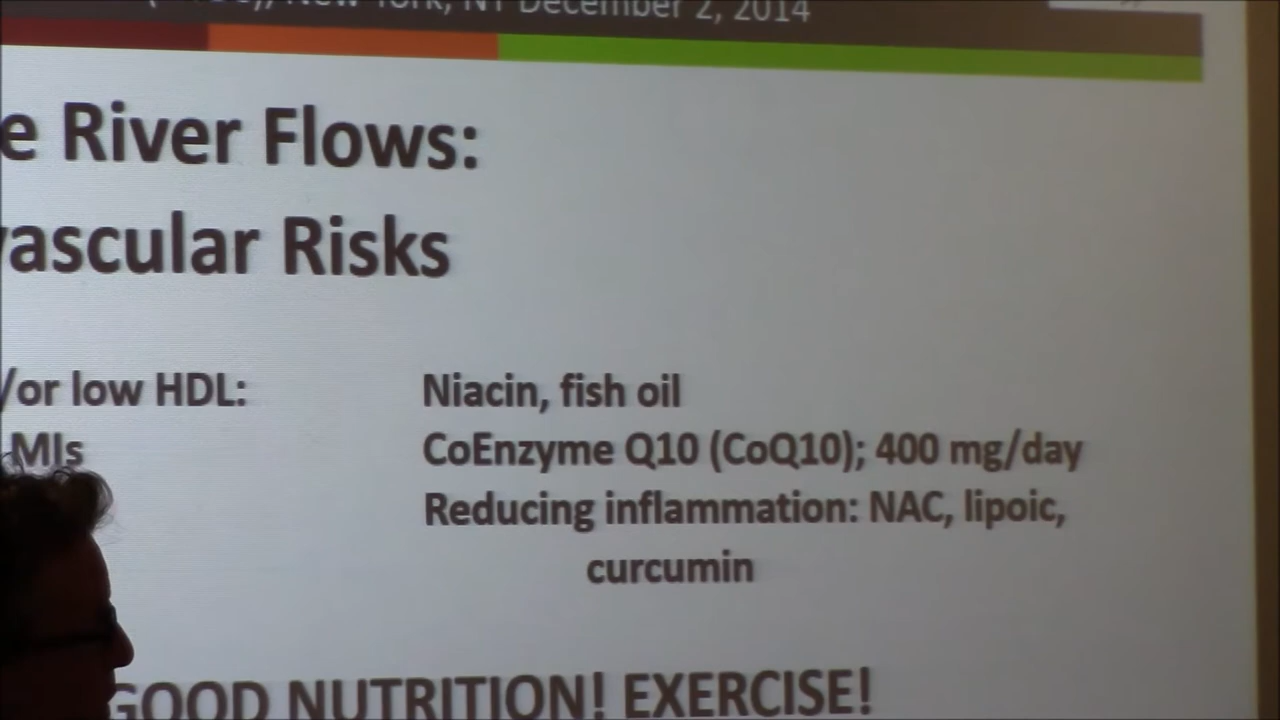 New York, NY December 2, 2014
e River Flows:
vascular Risks
/or low HDL:
Niacin, fish oil
MIs
CoEnzyme Q10 (CoQ10); 400 mg/day
Reducing inflammation: NAC, lipoic,
curcumin
GOOD NUTRITION! EXERCISE!